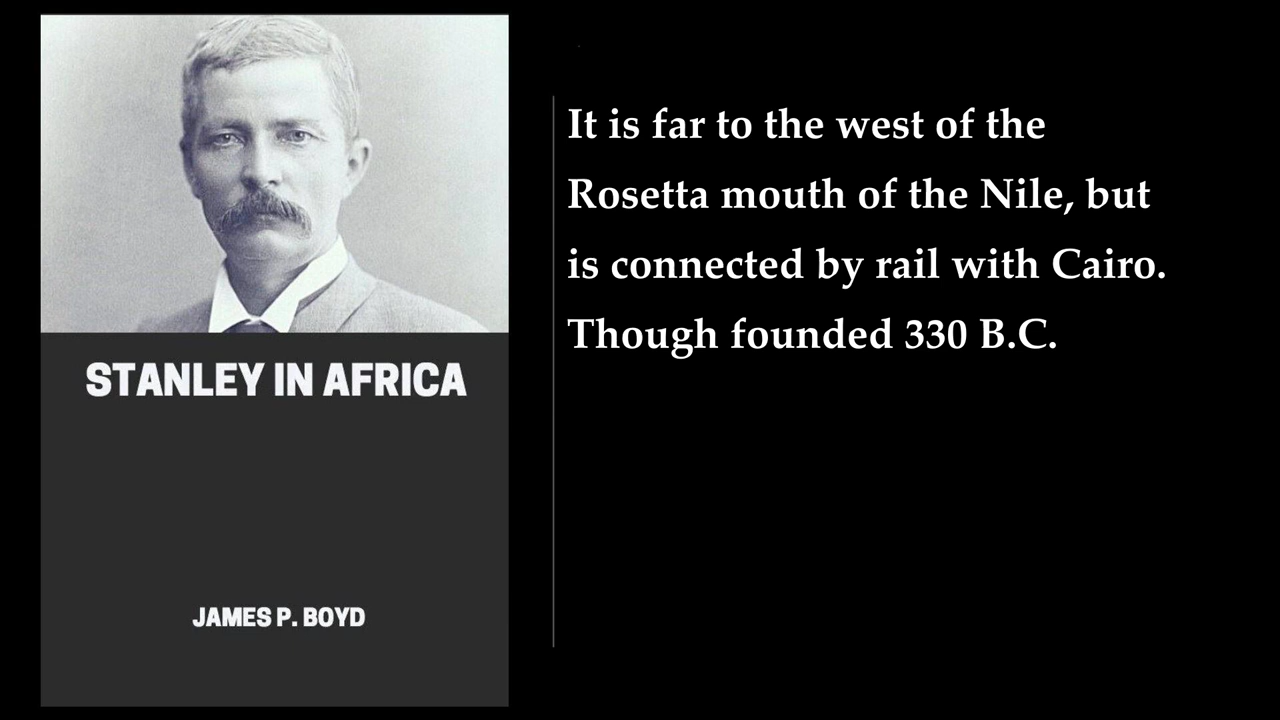 STANLEY IN AFRICA
JAMES P. BOYD
It is far to the west of the
Rosetta mouth of the Nile, but
is connected by rail with Cairo.
Though founded 330 B.C.